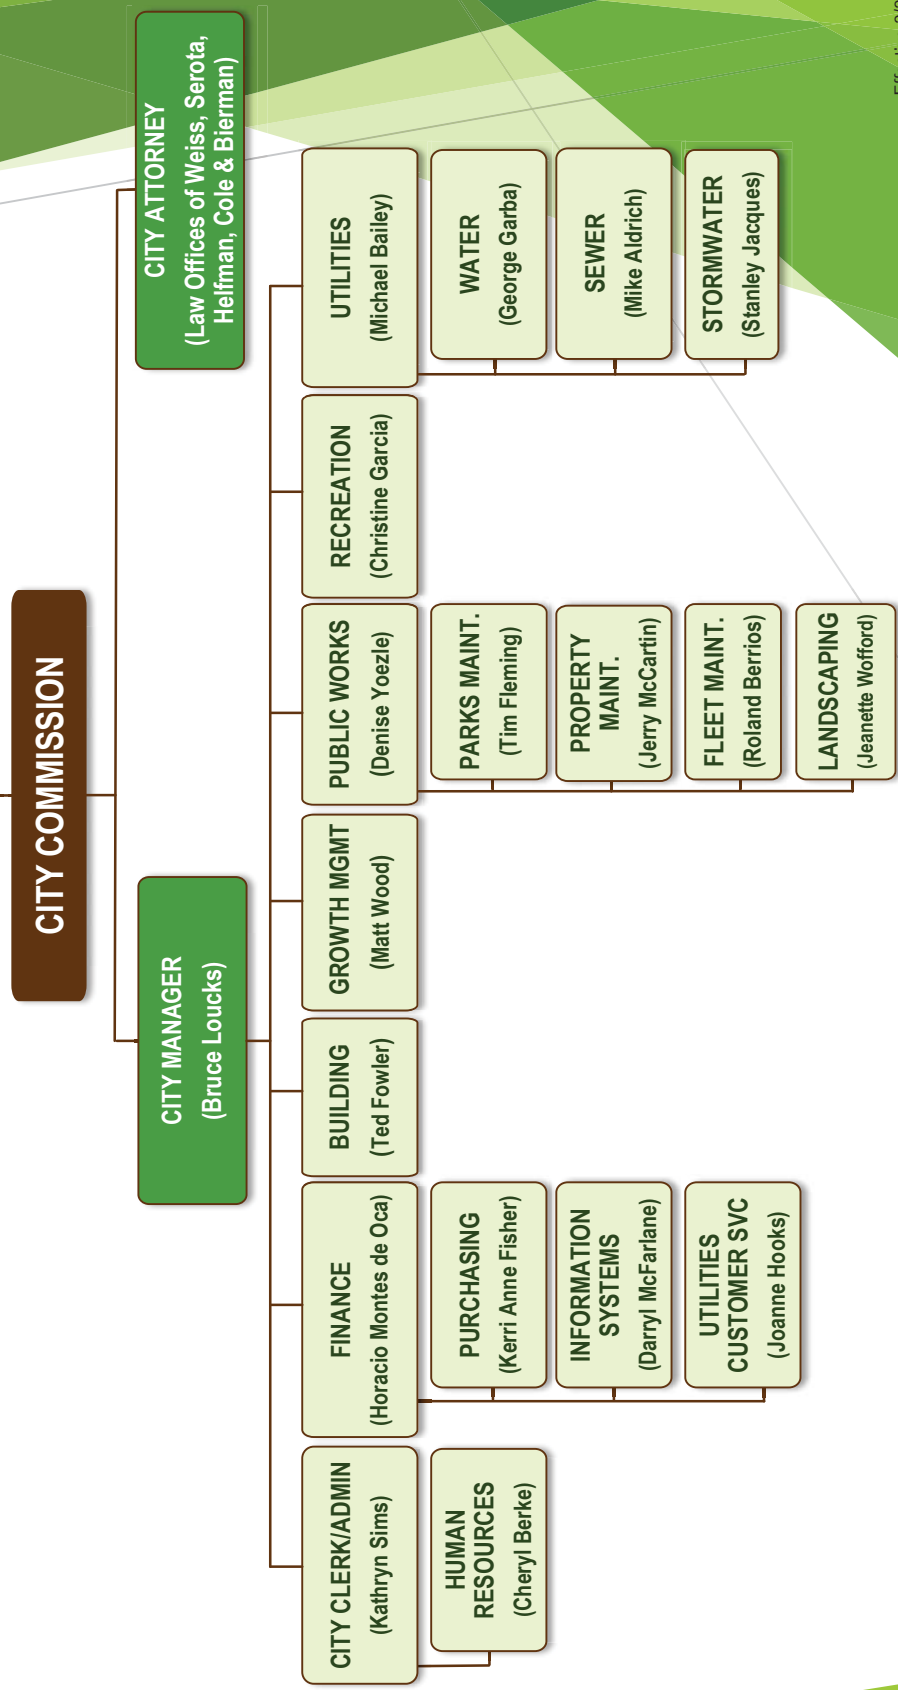 CITY COMMISSION
CITY MANAGER
(Bruce Loucks)
CITY ATTORNEY
(Law Offices of Weiss, Serota,
Helfman, Cole & Bierman)
CITY CLERK/ADMIN
(Kathryn Sims)
HUMAN
RESOURCES
(Cheryl Berke)
FINANCE
(Horacio Montes de Oca)
PURCHASING
(Kerri Anne Fisher)
INFORMATION
SYSTEMS
(Darryl McFarlane)
UTILITIES
CUSTOMER SVC
(Joanne Hooks)
BUILDING
(Ted Fowler)
GROWTH MGMT
(Matt Wood)
PUBLIC WORKS
(Denise Yoezle)
PARKS MAINT.
(Tim Fleming)
PROPERTY
MAINT.
(Jerry McCartin)
FLEET MAINT.
(Roland Berrios)
LANDSCAPING
(Jeanette Wofford)
RECREATION
(Christine Garcia)
UTILITIES
(Michael Bailey)
WATER
(George Garba)
SEWER
(Mike Aldrich)
STORMWATER
(Stanley Jacques)